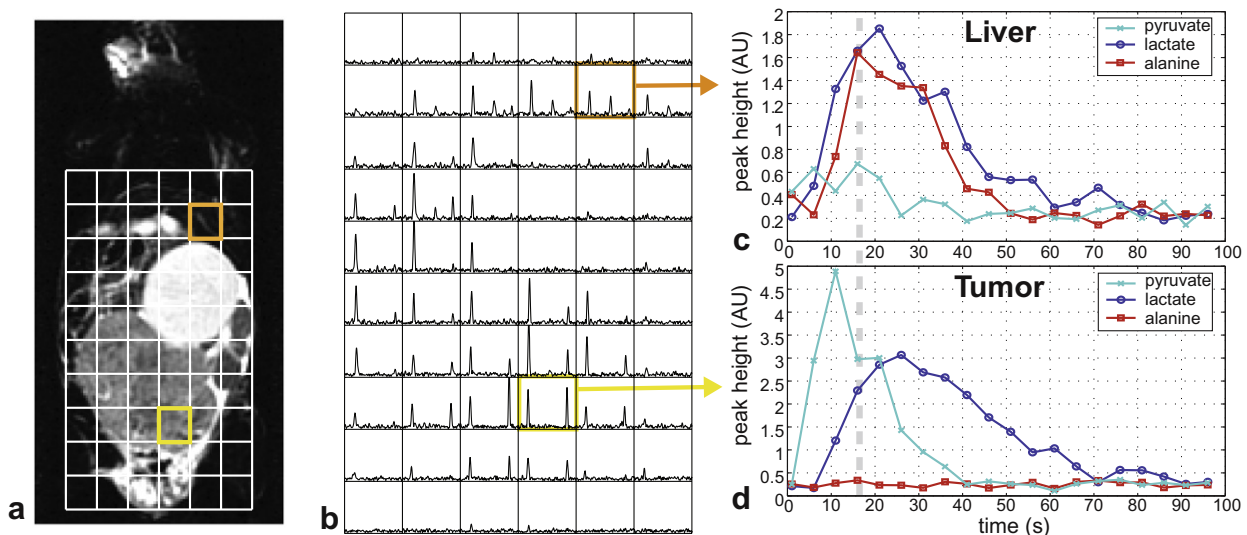 a
b
2
1.8
1.6
1.4
1.2
1
0.8
0.6
0.4
0.2
0
peak height (AU)
Liver
pyruvate
lactate
alanine
0 10 20 30 40 50 60 70 80 90 100
c
5
4.5
4
3.5
3
2.5
2
1.5
1
0.5
0
peak height (AU)
Tumor
pyruvate
lactate
alanine
0 10 20 30 40 50 60 70 80 90 100
time (s)
d